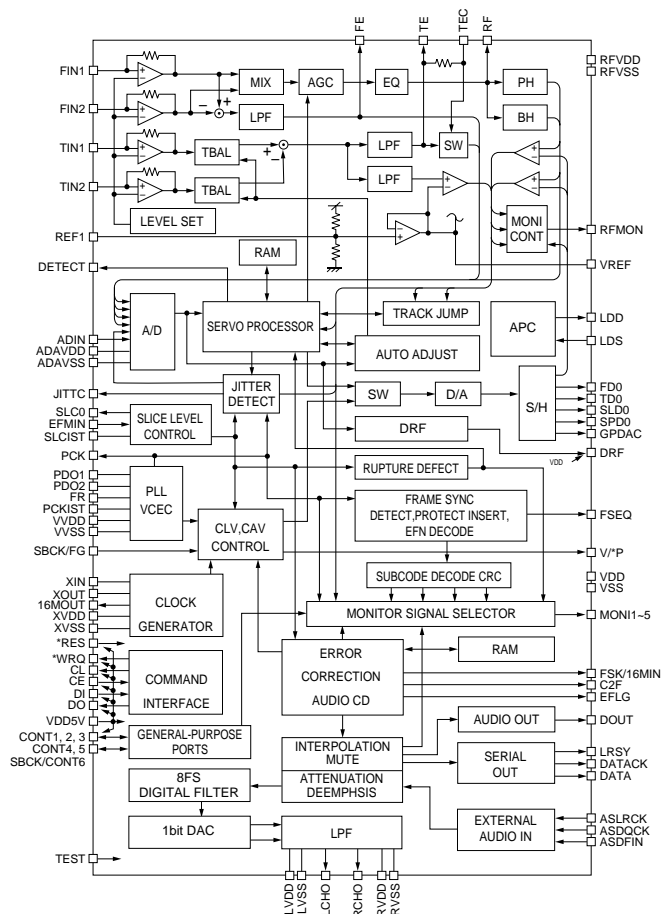 FE
TE
TEC
RF
FIN1
FIN2
TIN1
TIN2
REF1
DETECT
ADIN
ADAVDD
ADAVSS
JITTC
SLC0
EFMIN
SLCIST
PCK
PDO1
PDO2
FR
PCKIST
VVDD
VVSS
SBCK/FG
XIN
XOUT
16MOUT
XVDD
XVSS
*RES
*WRQ
CL
CE
DI
DO
VDD5V
CONT1, 2, 3
CONT4, 5
SBCK/CONT6
TEST
MIX
AGC
EQ
PH
BH
LPF
TBAL
TBAL
LPF
LPF
SW
LEVEL SET
MONI
CONT
RAM
A/D
SERVO PROCESSOR
TRACK JUMP
AUTO ADJUST
APC
JITTER
DETECT
SW
D/A
S/H
SLICE LEVEL
CONTROL
DRF
RUPTURE DEFECT
PLL
VCEC
CLV,CAV
CONTROL
FRAME SYNC
DETECT,PROTECT INSERT,
EFN DECODE
SUBCODE DECODE CRC
CLOCK
GENERATOR
MONITOR SIGNAL SELECTOR
COMMAND
INTERFACE
ERROR
CORRECTION
AUDIO CD
RAM
GENERAL-PURPOSE
PORTS
AUDIO OUT
INTERPOLATION
MUTE
SERIAL
OUT
8FS
DIGITAL FILTER
ATTENUATION
DEEMPHSIS
1bit DAC
LPF
EXTERNAL
AUDIO IN
RFVDD
RFVSS
RFMON
VREF
LDD
LDS
FD0
TD0
SLD0
SPD0
GPDAC
VDD
DRF
FSEQ
V/*P
VDD
VSS
MONI1~5
FSK/16MIN
C2F
EFLG
DOUT
LRSY
DATACK
DATA
ASLRCK
ASDQCK
ASDFIN
LVDD
LVSS
LCHO
RCHO
RVDD
RVSS